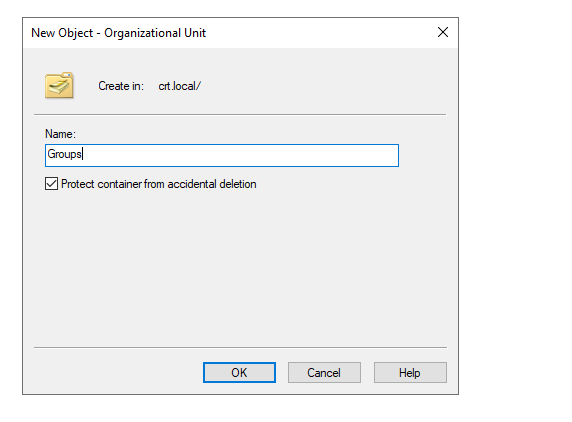 New Object - Organizational Unit
Create in: crt.local/
Name:
Groups
Protect container from accidental deletion
OK Cancel Help